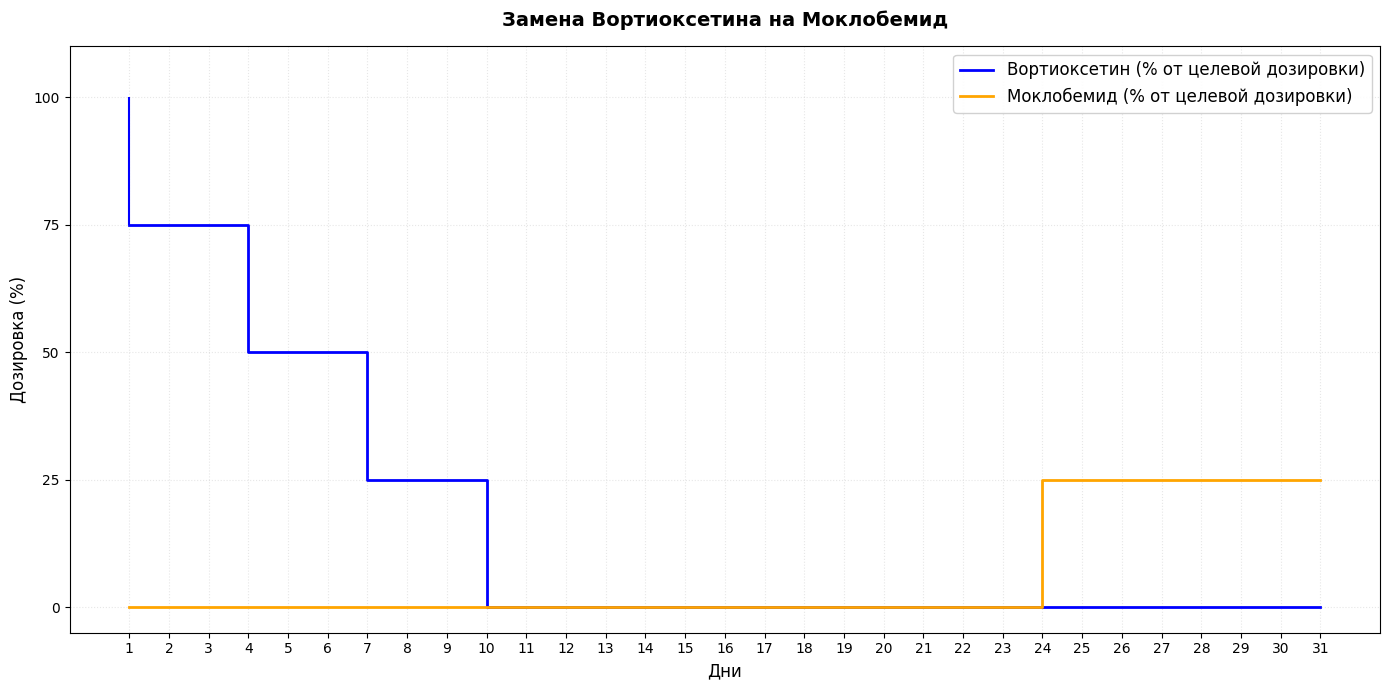 Замена Вортиоксетина на Моклобемид
Вортиоксетин (% от целевой дозировки)
Моклобемид (% от целевой дозировки)
Дозировка (%)
100
75
50
25
0
1 2 3 4 5 6 7 8 9 10 11 12 13 14 15 16 17 18 19 20 21 22 23 24 25 26 27 28 29 30 31
Дни